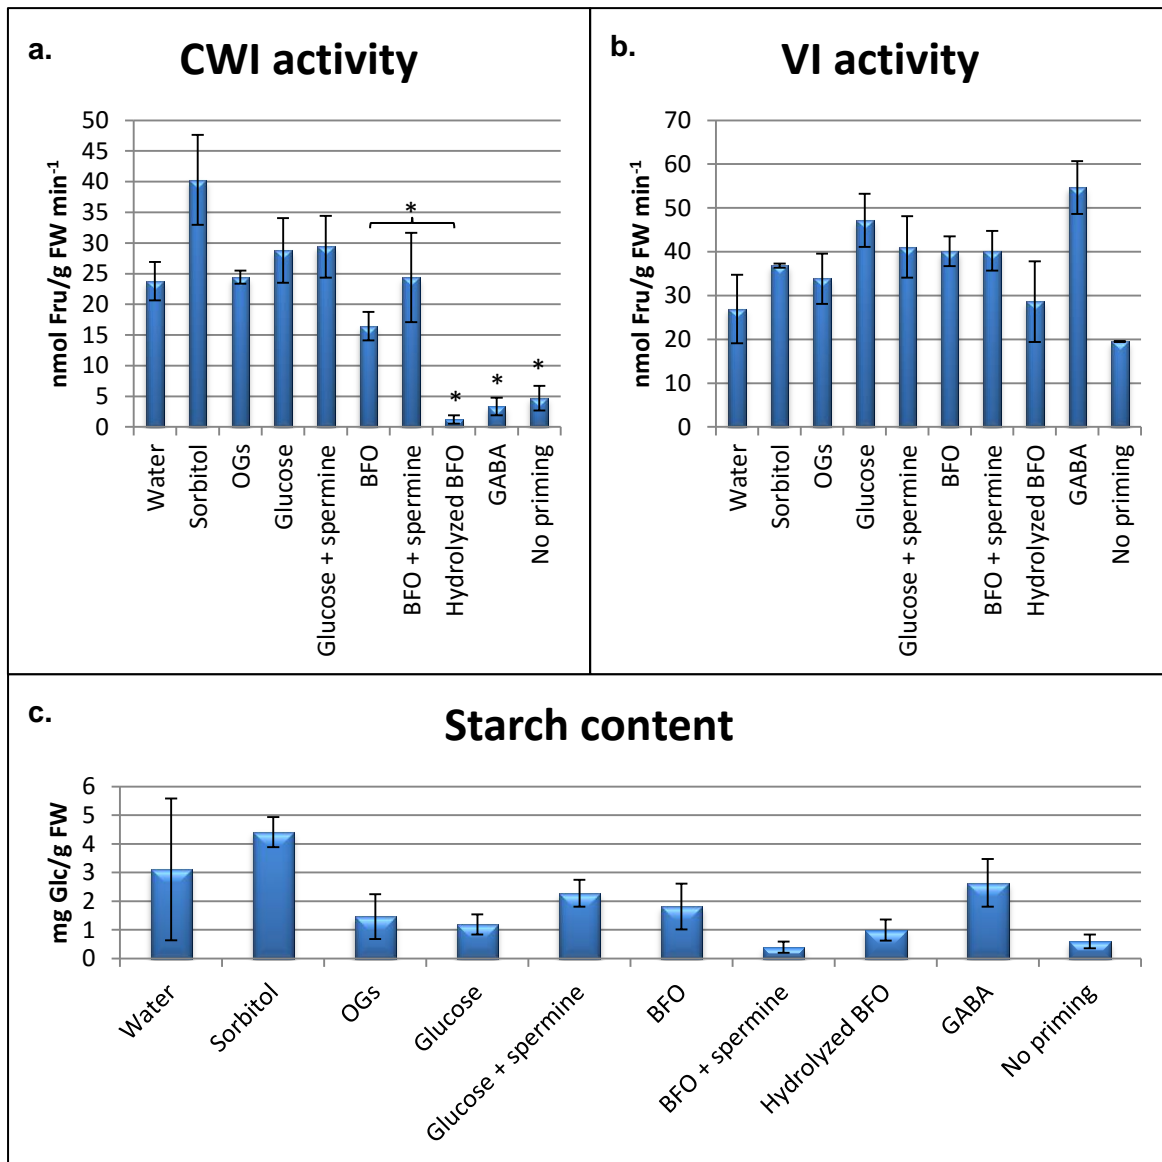 a.
CWI activity
nmol Fru/g FW min⁻¹
50
45
40
35
30
25
20
15
10
5
0
*
*
*
*
Water
Sorbitol
OGs
Glucose
Glucose + spermine
BFO
BFO + spermine
Hydrolyzed BFO
GABA
No priming
b.
VI activity
nmol Fru/g FW min⁻¹
70
60
50
40
30
20
10
0
Water
Sorbitol
OGs
Glucose
Glucose + spermine
BFO
BFO + spermine
Hydrolyzed BFO
GABA
No priming
c.
Starch content
mg Glc/g FW
6
5
4
3
2
1
0
Water
Sorbitol
OGs
Glucose
Glucose + spermine
BFO
BFO + spermine
Hydrolyzed BFO
GABA
No priming